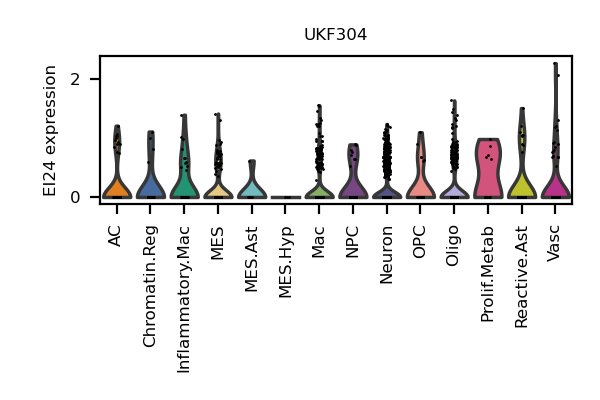 UKF304
EI24 expression
2
0
AC
Chromatin.Reg
Inflammatory.Mac
MES
MES.Ast
MES.Hyp
Mac
NPC
Neuron
OPC
Oligo
Prolif.Metab
Reactive.Ast
Vasc